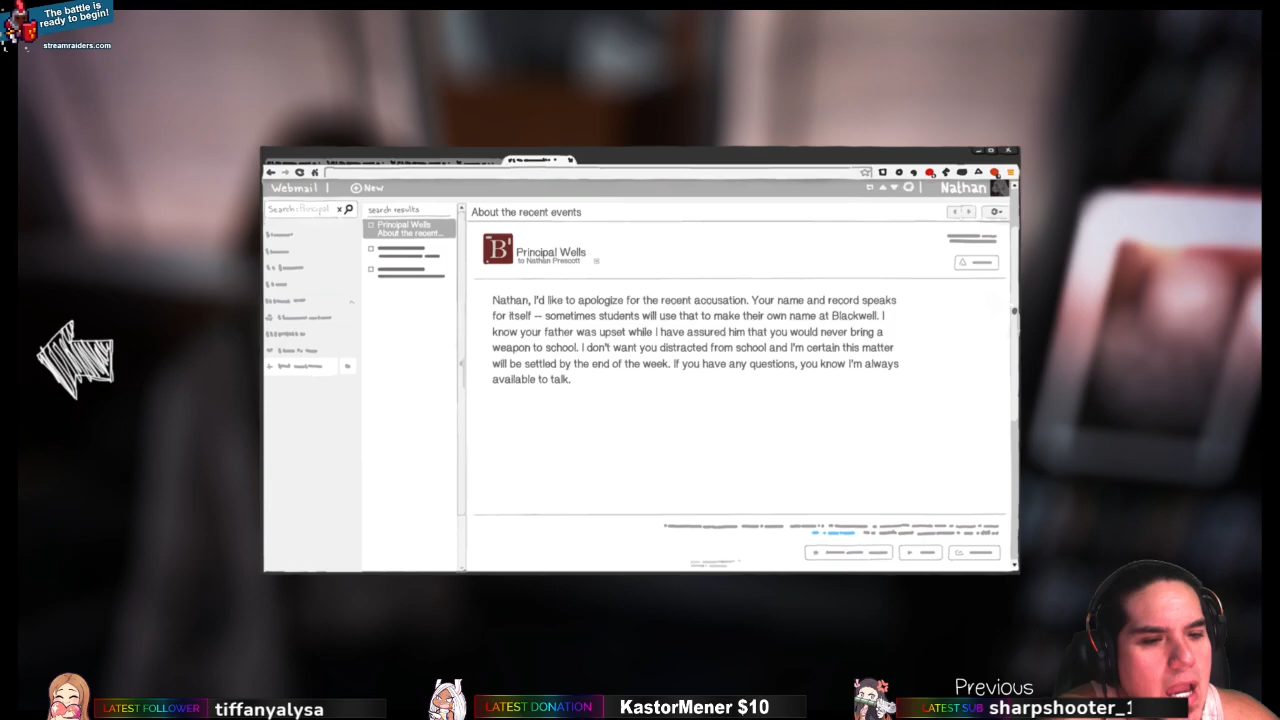 The battle is
ready to begin!
streamraiders.com
Webmail |
New
Nathan
Search: Principal x
search results
About the recent events
Principal Wells
About the recent...
B
Principal Wells
to Nathan Prescott
Nathan, I'd like to apologize for the recent accusation. Your name and record speaks
for itself -- sometimes students will use that to make their own name at Blackwell. I
know your father was upset while I have assured him that you would never bring a
weapon to school. I don't want you distracted from school and I'm certain this matter
will be settled by the end of the week. If you have any questions, you know I'm always
available to talk.
Previous
LATEST FOLLOWER tiffanyalysa
LATEST DONATION KastorMener $10
LATEST SUB sharpshooter_1